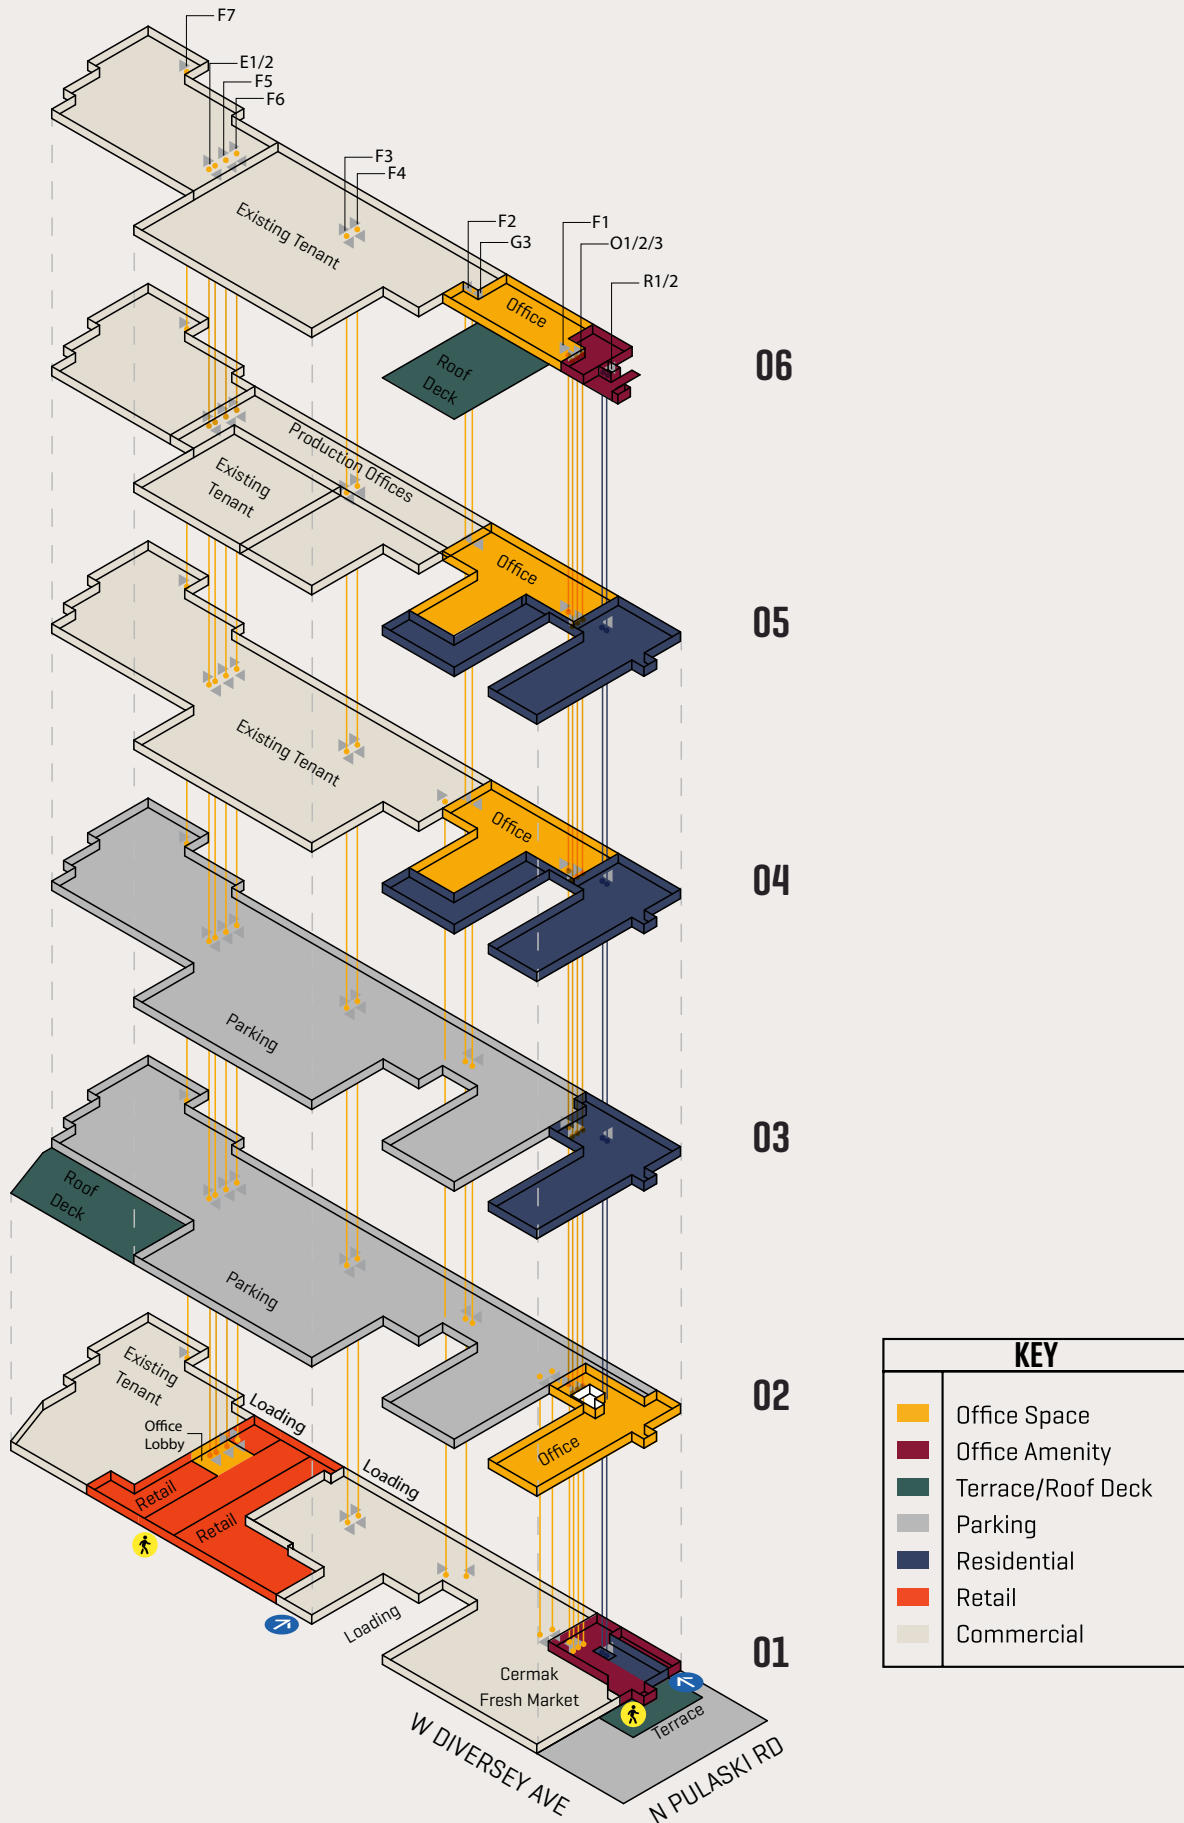 F7
E1/2
F5
F6
F3
F4
F2
G3
F1
O1/2/3
R1/2
Existing Tenant
Office
Roof
Deck
06
Production Offices
Existing
Tenant
Office
05
Existing Tenant
Office
04
Parking
03
Roof
Deck
Parking
Office
02
Existing
Tenant
Loading
Office
Lobby
Loading
Retail
Retail
Loading
Cermak
Fresh Market
Terrace
01
W DIVERSEY AVE
N PULASKI RD
KEY
Office Space
Office Amenity
Terrace/Roof Deck
Parking
Residential
Retail
Commercial